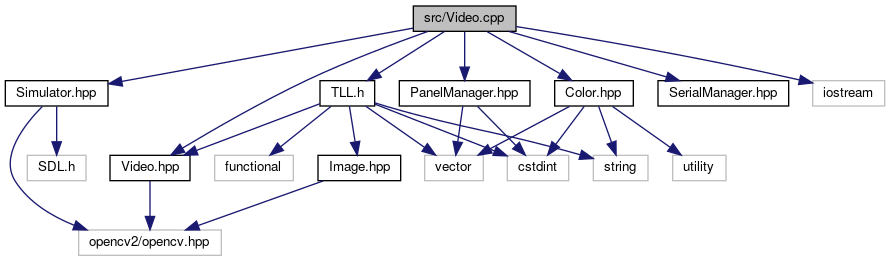 src/Video.cpp
Simulator.hpp
TLL.h
PanelManager.hpp
Color.hpp
SerialManager.hpp
iostream
SDL.h
Video.hpp
functional
Image.hpp
vector
cstdint
string
utility
opencv2/opencv.hpp